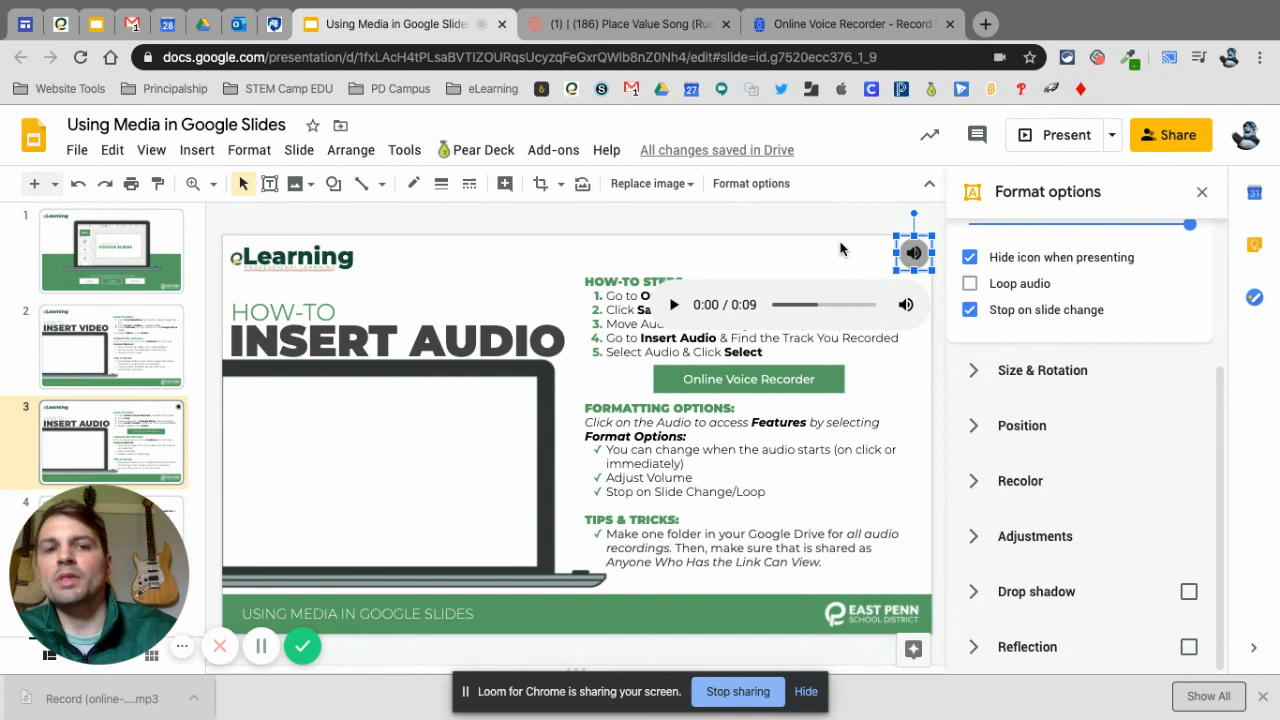 Using Media in Google Slides
(1) | (186) Place Value Song (Ru
Online Voice Recorder - Record
docs.google.com/presentation/d/1fxLAcH4tPLsaBVTIZOURqsUcyzqFeGxrQWlb8nZ0Nh4/edit#slide=id.g7520ecc376_1_9
Website Tools
Principalship
STEM Camp EDU
PD Campus
eLearning
Using Media in Google Slides
Present
Share
File Edit View Insert Format Slide Arrange Tools Pear Deck Add-ons Help All changes saved in Drive
Replace image
Format options
Format options
Hide icon when presenting
Loop audio
Stop on slide change
Size & Rotation
Position
Recolor
Adjustments
Drop shadow
Reflection
1
2
INSERT VIDEO
3
INSERT AUDIO
4
eLearning
PROFESSIONAL LEARNING
HOW-TO
INSERT AUDIO
HOW-TO STEPS
1. Go to O
2. Click Sa
3. Move Aud
4. Go to Insert Audio & Find the Track You Recorded
5. Select Audio & Click Select
0:00 / 0:09
Online Voice Recorder
FORMATTING OPTIONS:
Click on the Audio to access Features by selecting
Format Options:
✓ You can change when the audio starts (on click or
immediately)
✓ Adjust Volume
✓ Stop on Slide Change/Loop
TIPS & TRICKS:
✓ Make one folder in your Google Drive for all audio
recordings. Then, make sure that is shared as
Anyone Who Has the Link Can View.
USING MEDIA IN GOOGLE SLIDES
EAST PENN
SCHOOL DISTRICT
Loom for Chrome is sharing your screen.
Stop sharing
Hide
Record (online-....mp3
Show All